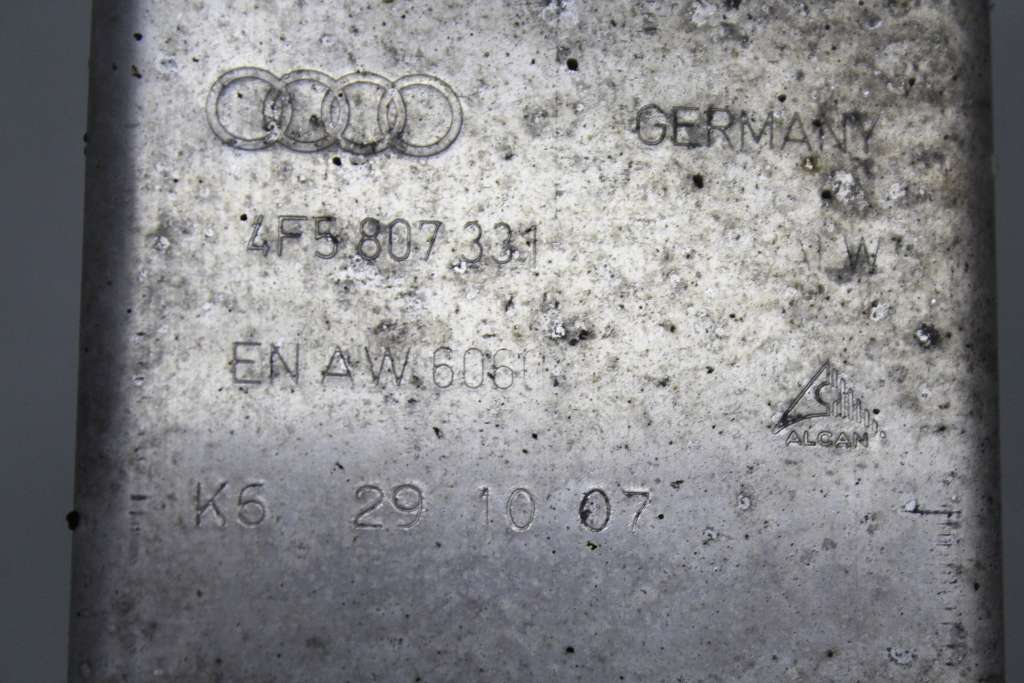 GERMANY
4F5 807 331 W
EN AW 6060
ALCAN
K5 29 10 07